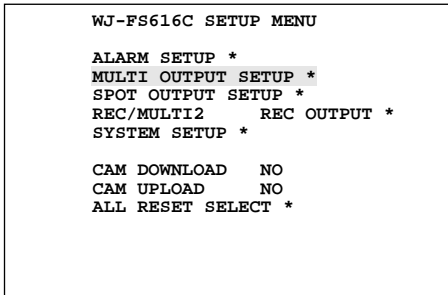 WJ-FS616C SETUP MENU
ALARM SETUP *
MULTI OUTPUT SETUP *
SPOT OUTPUT SETUP *
REC/MULTI2 REC OUTPUT *
SYSTEM SETUP *
CAM DOWNLOAD NO
CAM UPLOAD NO
ALL RESET SELECT *